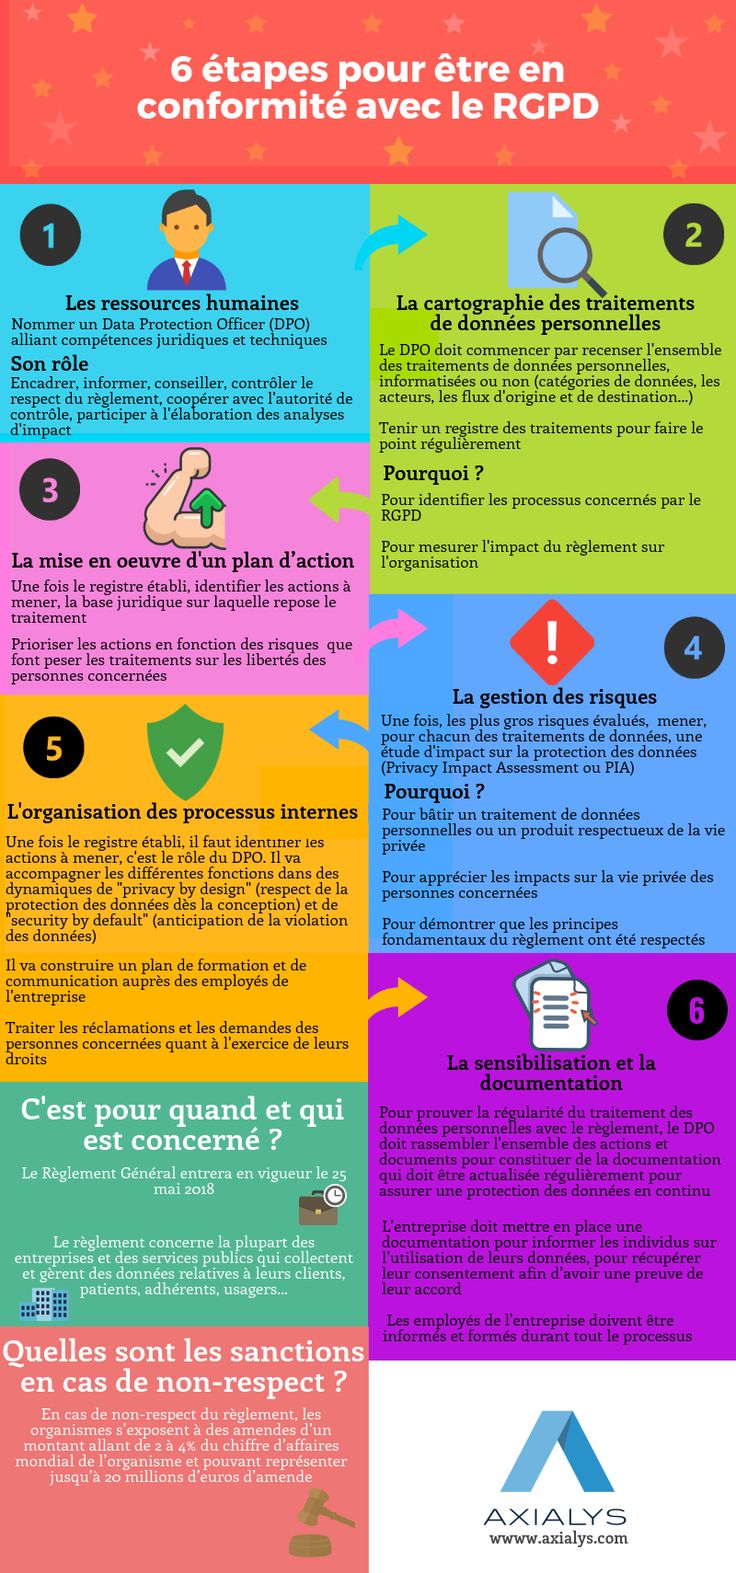 6 étapes pour être en
conformité avec le RGPD
1
Les ressources humaines
Nommer un Data Protection Officer (DPO)
alliant compétences juridiques et techniques
Son rôle
Encadrer, informer, conseiller, contrôler le
respect du règlement, coopérer avec l'autorité de
contrôle, participer à l'élaboration des analyses
d'impact
2
La cartographie des traitements
de données personnelles
Le DPO doit commencer par recenser l'ensemble
des traitements de données personnelles,
informatisées ou non (catégories de données, les
acteurs, les flux d'origine et de destination...)
Tenir un registre des traitements pour faire le
point régulièrement
Pourquoi ?
Pour identifier les processus concernés par le
RGPD
Pour mesurer l'impact du règlement sur
l'organisation
3
La mise en oeuvre d'un plan d’action
Une fois le registre établi, identifier les actions à
mener, la base juridique sur laquelle repose le
traitement
Prioriser les actions en fonction des risques que
font peser les traitements sur les libertés des
personnes concernées
4
La gestion des risques
Une fois, les plus gros risques évalués, mener,
pour chacun des traitements de données, une
étude d'impact sur la protection des données
(Privacy Impact Assessment ou PIA)
Pourquoi ?
Pour bâtir un traitement de données
personnelles ou un produit respectueux de la vie
privée
Pour apprécier les impacts sur la vie privée des
personnes concernées
Pour démontrer que les principes
fondamentaux du règlement ont été respectés
5
L'organisation des processus internes
Une fois le registre établi, il faut identifier les
actions à mener, c'est le rôle du DPO. Il va
accompagner les différentes fonctions dans des
dynamiques de "privacy by design" (respect de la
protection des données dès la conception) et de
"security by default" (anticipation de la violation
des données)
Il va construire un plan de formation et de
communication auprès des employés de
l'entreprise
Traiter les réclamations et les demandes des
personnes concernées quant à l'exercice de leurs
droits
6
La sensibilisation et la
documentation
Pour prouver la régularité du traitement des
données personnelles avec le règlement, le DPO
doit rassembler l'ensemble des actions et
documents pour constituer de la documentation
qui doit être actualisée régulièrement pour
assurer une protection des données en continu
L’entreprise doit mettre en place une
documentation pour informer les individus sur
l’utilisation de leurs données, pour récupérer
leur consentement afin d’avoir une preuve de
leur accord
Les employés de l’entreprise doivent être
informés et formés durant tout le processus
C'est pour quand et qui
est concerné ?
Le Règlement Général entrera en vigueur le 25
mai 2018
Le règlement concerne la plupart des
entreprises et des services publics qui collectent
et gèrent des données relatives à leurs clients,
patients, adhérents, usagers...
Quelles sont les sanctions
en cas de non-respect ?
En cas de non-respect du règlement, les
organismes s’exposent à des amendes d’un
montant allant de 2 à 4% du chiffre d’affaires
mondial de l’organisme et pouvant représenter
jusqu’à 20 millions d’euros d’amende
AXIALYS
www.axialys.com